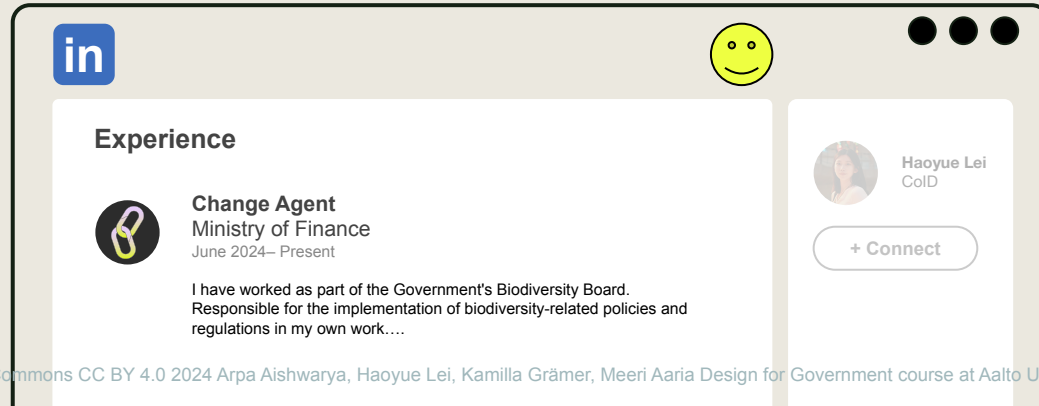 in
Experience
Change Agent
Ministry of Finance
June 2024– Present
I have worked as part of the Government's Biodiversity Board.
Responsible for the implementation of biodiversity-related policies and
regulations in my own work….
Haoyue Lei
CoID
+ Connect
ommons CC BY 4.0 2024 Arpa Aishwarya, Haoyue Lei, Kamilla Grämer, Meeri Aaria Design for Government course at Aalto U